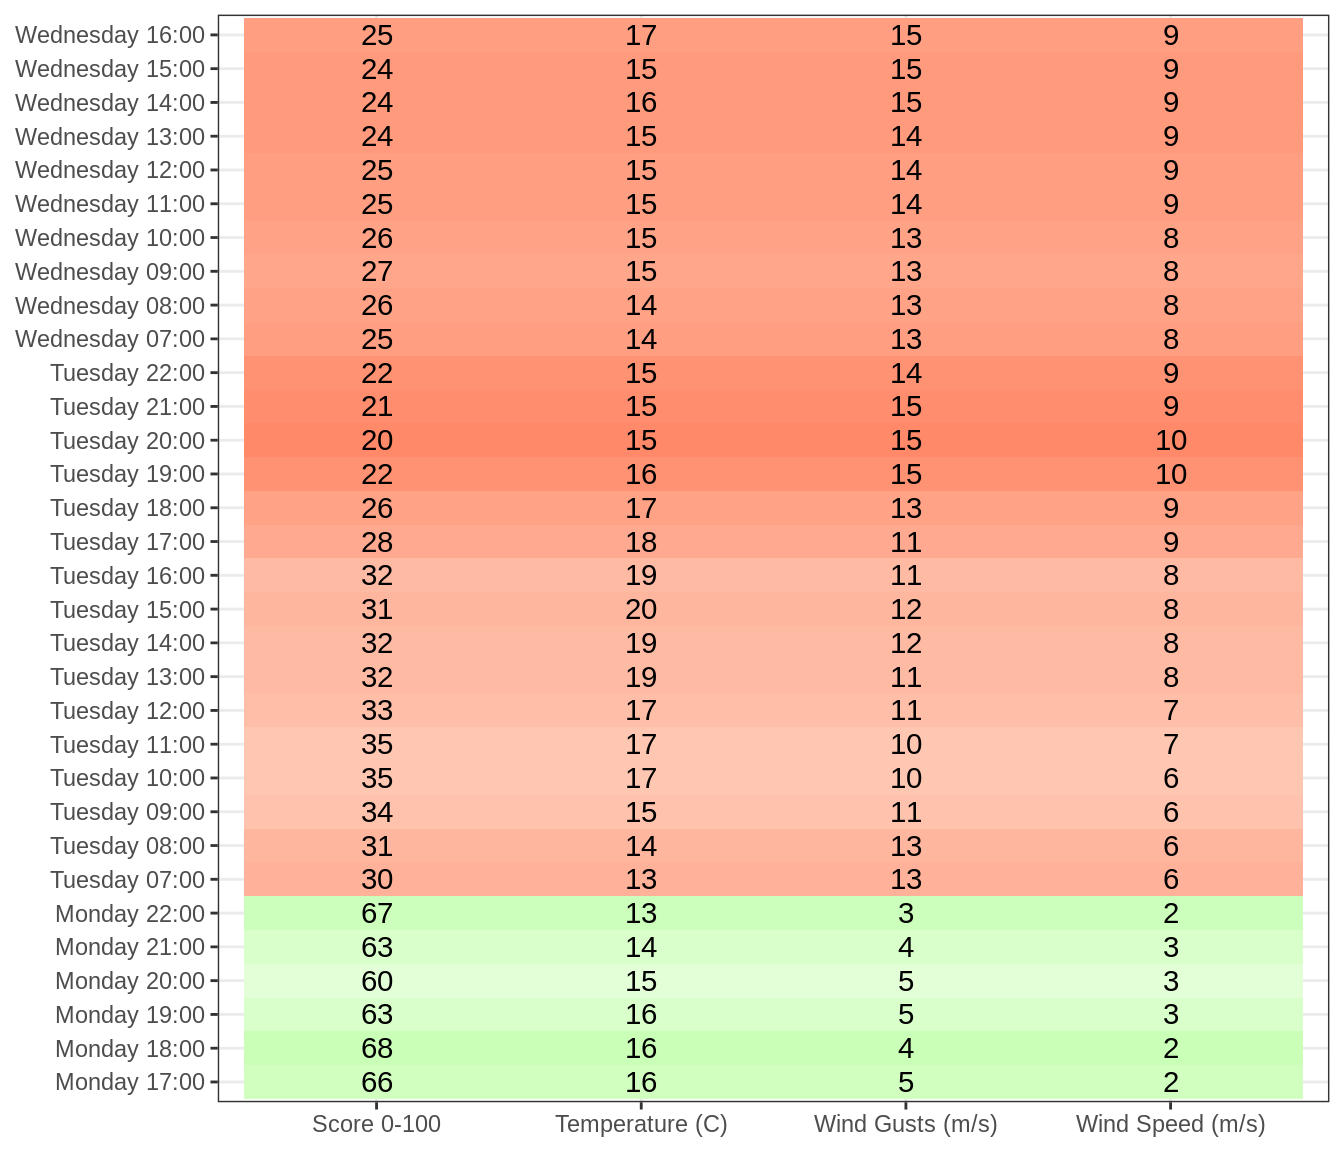 Wednesday 16:00 25 17 15 9
Wednesday 15:00 24 15 15 9
Wednesday 14:00 24 16 15 9
Wednesday 13:00 24 15 14 9
Wednesday 12:00 25 15 14 9
Wednesday 11:00 25 15 14 9
Wednesday 10:00 26 15 13 8
Wednesday 09:00 27 15 13 8
Wednesday 08:00 26 14 13 8
Wednesday 07:00 25 14 13 8
Tuesday 22:00 22 15 14 9
Tuesday 21:00 21 15 15 9
Tuesday 20:00 20 15 15 10
Tuesday 19:00 22 16 15 10
Tuesday 18:00 26 17 13 9
Tuesday 17:00 28 18 11 9
Tuesday 16:00 32 19 11 8
Tuesday 15:00 31 20 12 8
Tuesday 14:00 32 19 12 8
Tuesday 13:00 32 19 11 8
Tuesday 12:00 33 17 11 7
Tuesday 11:00 35 17 10 7
Tuesday 10:00 35 17 10 6
Tuesday 09:00 34 15 11 6
Tuesday 08:00 31 14 13 6
Tuesday 07:00 30 13 13 6
Monday 22:00 67 13 3 2
Monday 21:00 63 14 4 3
Monday 20:00 60 15 5 3
Monday 19:00 63 16 5 3
Monday 18:00 68 16 4 2
Monday 17:00 66 16 5 2
Score 0-100 Temperature (C) Wind Gusts (m/s) Wind Speed (m/s)